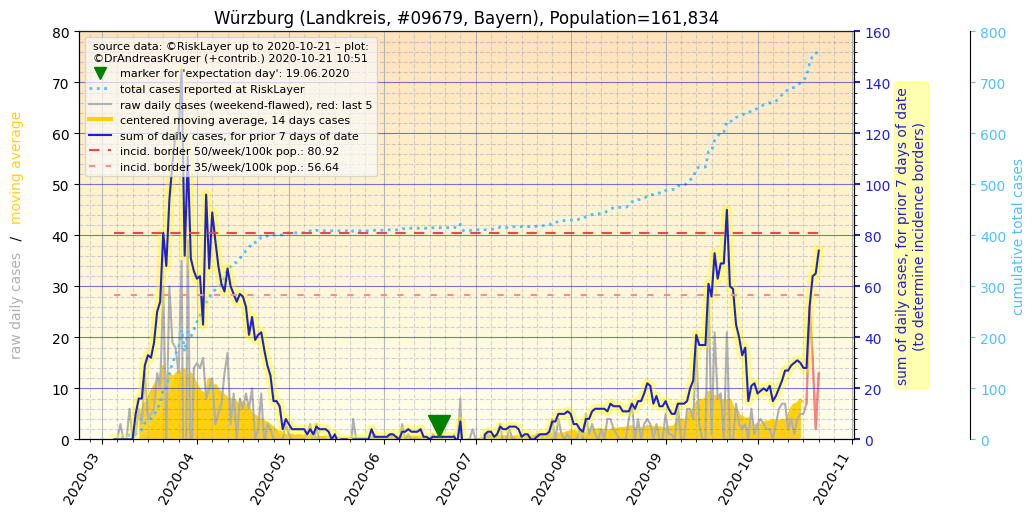 Würzburg (Landkreis, #09679, Bayern), Population=161,834
source data: ©RiskLayer up to 2020-10-21 – plot:
©DrAndreasKruger (+contrib.) 2020-10-21 10:51
marker for 'expectation day': 19.06.2020
total cases reported at RiskLayer
raw daily cases (weekend-flawed), red: last 5
centered moving average, 14 days cases
sum of daily cases, for prior 7 days of date
incid. border 50/week/100k pop.: 80.92
incid. border 35/week/100k pop.: 56.64
raw daily cases / moving average
80
70
60
50
40
30
20
10
0
160
140
120
100
80
60
40
20
0
sum of daily cases, for prior 7 days of date
(to determine incidence borders)
800
700
600
500
400
300
200
100
0
cumulative total cases
2020-03
2020-04
2020-05
2020-06
2020-07
2020-08
2020-09
2020-10
2020-11